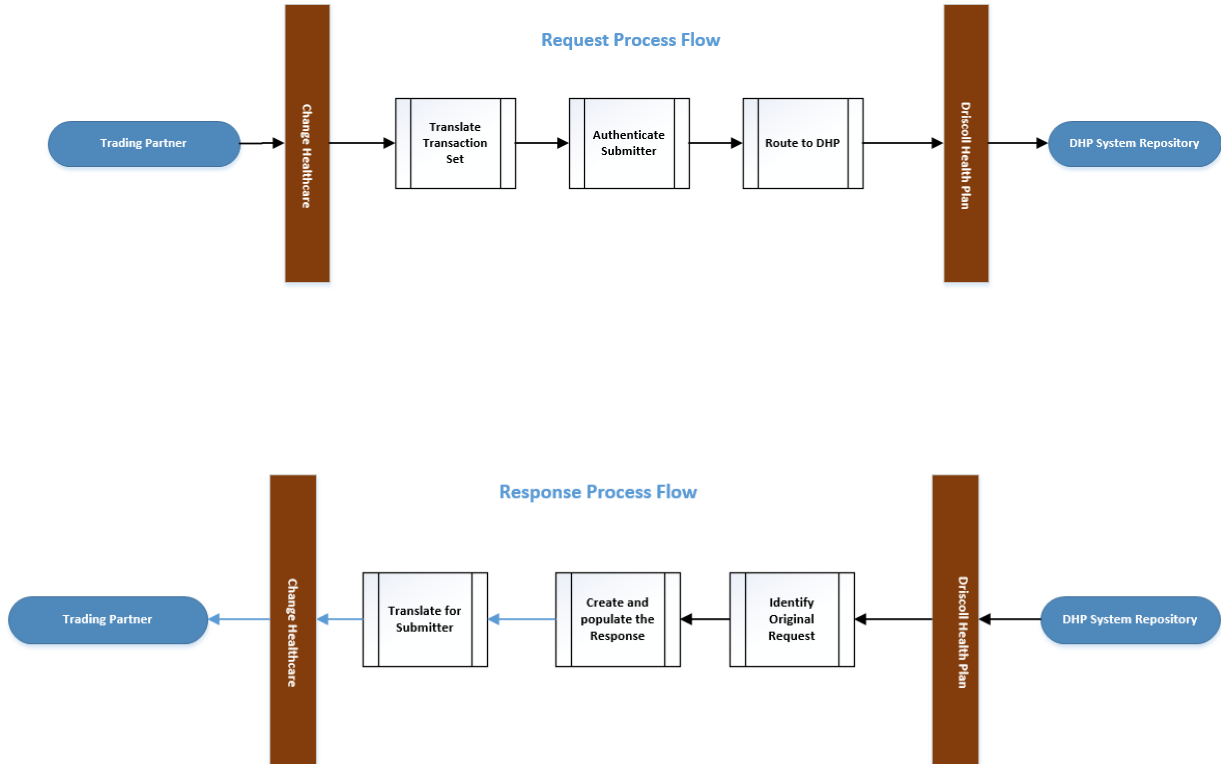 Request Process Flow
Trading Partner
Change Healthcare
Translate
Transaction
Set
Authenticate
Submitter
Route to DHP
Driscoll Health Plan
DHP System Repository
Response Process Flow
Trading Partner
Change Healthcare
Translate for
Submitter
Create and
populate the
Response
Identify
Original
Request
Driscoll Health Plan
DHP System Repository